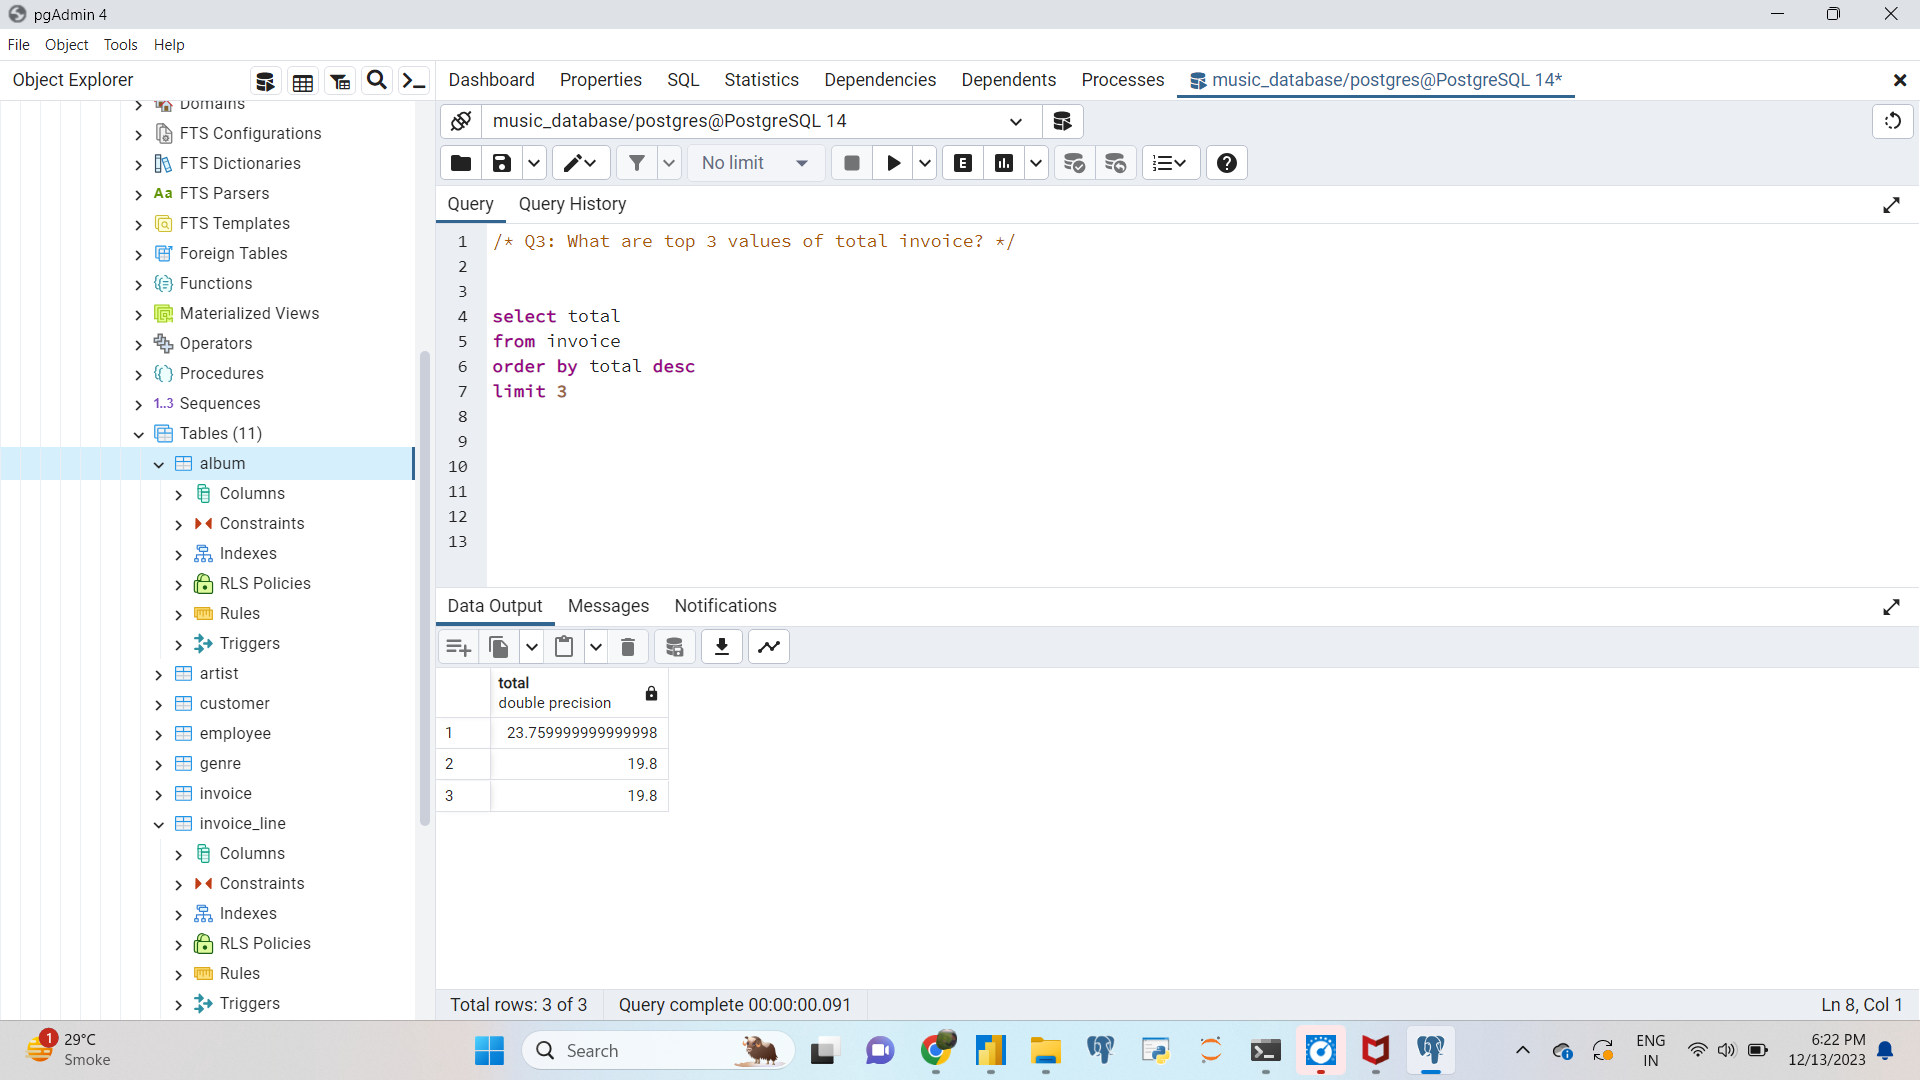 pgAdmin 4
File Object Tools Help
Object Explorer
Dashboard Properties SQL Statistics Dependencies Dependents Processes music_database/postgres@PostgreSQL 14*
music_database/postgres@PostgreSQL 14
No limit
Query Query History
Domains
FTS Configurations
FTS Dictionaries
Aa FTS Parsers
FTS Templates
Foreign Tables
Functions
Materialized Views
Operators
Procedures
1..3 Sequences
Tables (11)
album
Columns
Constraints
Indexes
RLS Policies
Rules
Triggers
artist
customer
employee
genre
invoice
invoice_line
Columns
Constraints
Indexes
RLS Policies
Rules
Triggers
1 /* Q3: What are top 3 values of total invoice? */
2
3
4 select total
5 from invoice
6 order by total desc
7 limit 3
8
9
10
11
12
13
Data Output Messages Notifications
total
double precision
1 23.759999999999998
2 19.8
3 19.8
Total rows: 3 of 3 Query complete 00:00:00.091 Ln 8, Col 1
1
29°C
Smoke
Search
ENG
IN
6:22 PM
12/13/2023